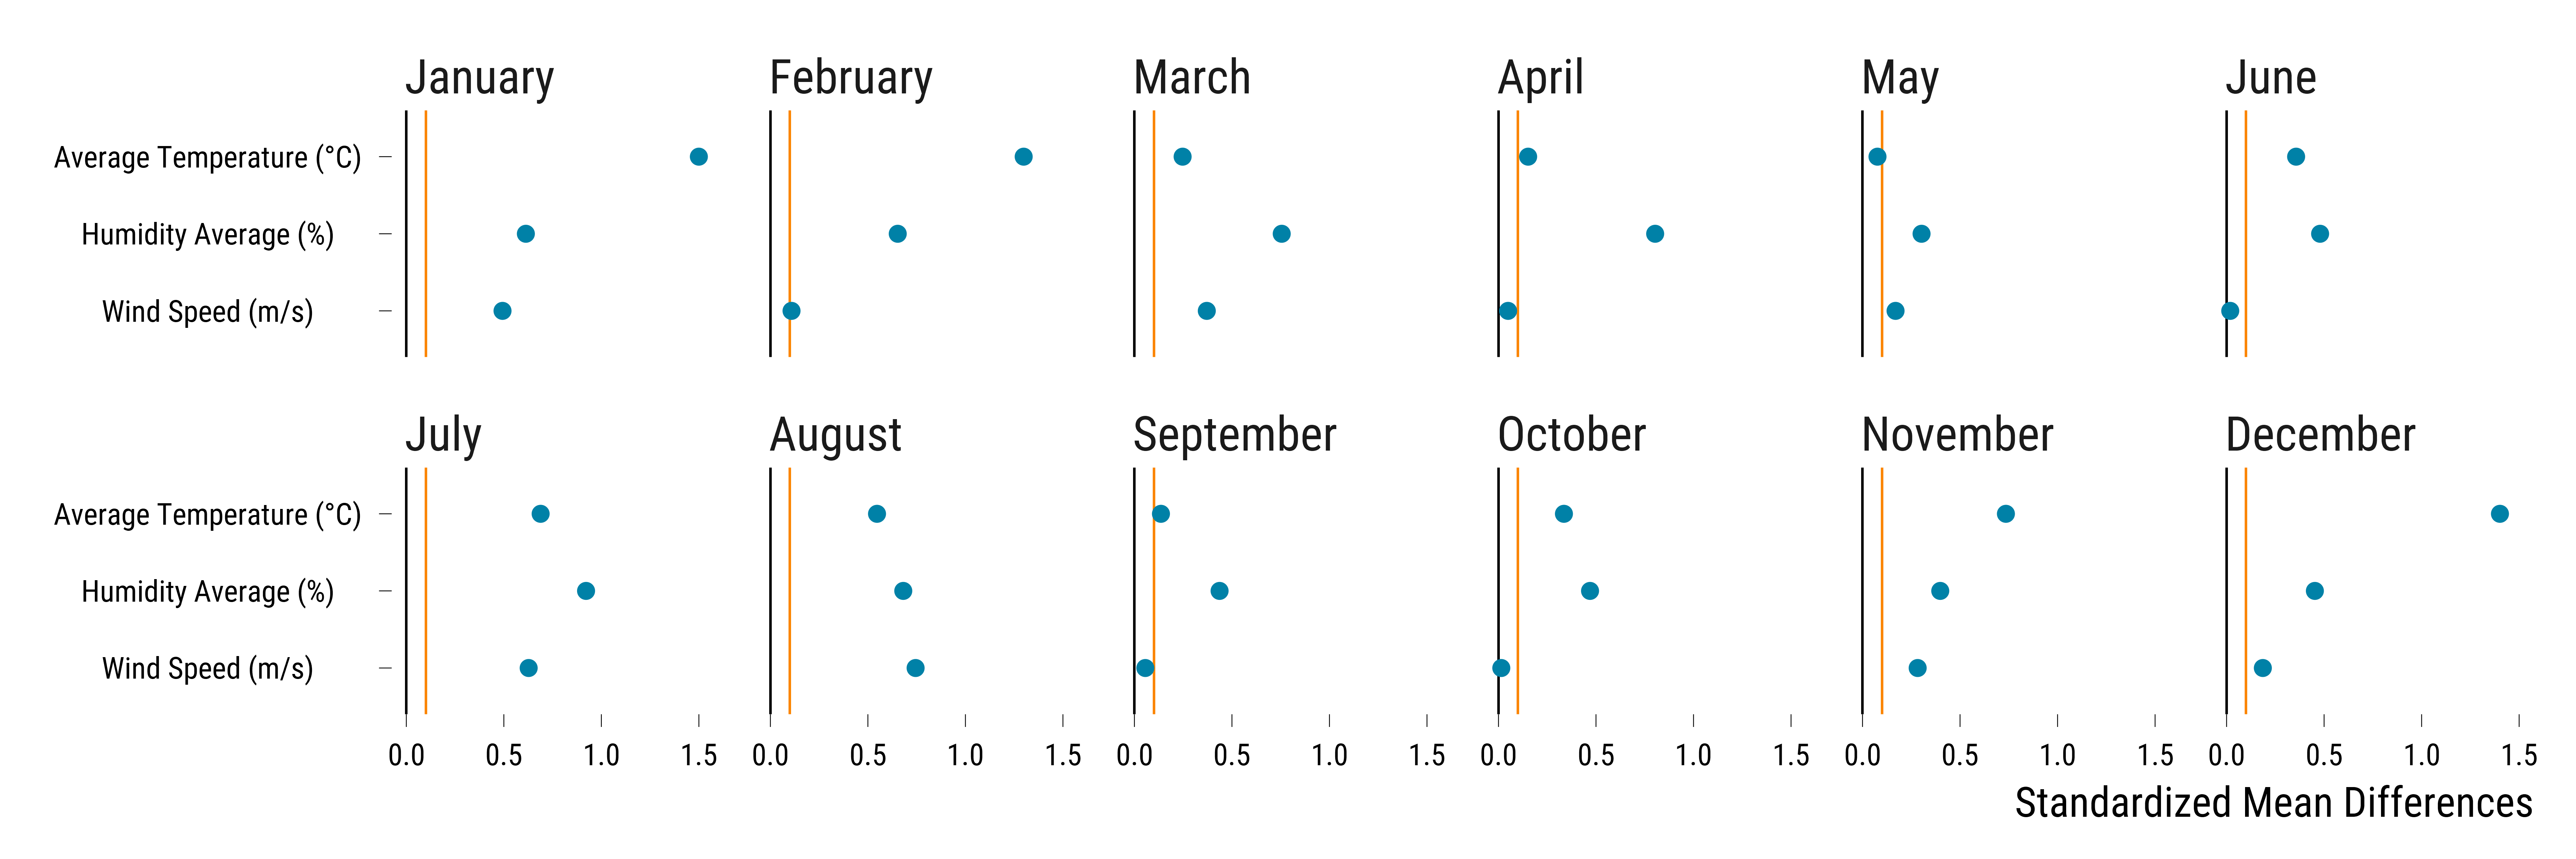 January February March April May June
Average Temperature (°C)
Humidity Average (%)
Wind Speed (m/s)
July August September October November December
Average Temperature (°C)
Humidity Average (%)
Wind Speed (m/s)
0.0 0.5 1.0 1.5 0.0 0.5 1.0 1.5 0.0 0.5 1.0 1.5 0.0 0.5 1.0 1.5 0.0 0.5 1.0 1.5 0.0 0.5 1.0 1.5
Standardized Mean Differences